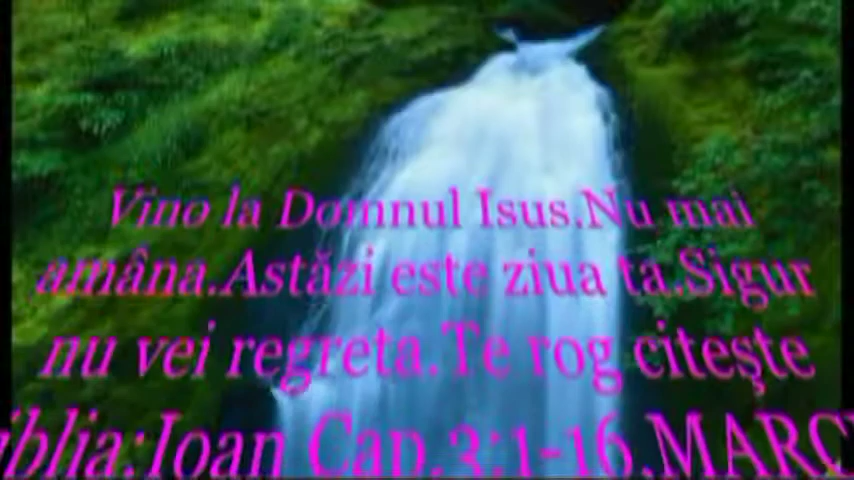 Vino la Domnul Isus.Nu mai
amâna.Astăzi este ziua ta.Sigur
nu vei regreta.Te rog citeşte
Ioan Cap.3:1-16.